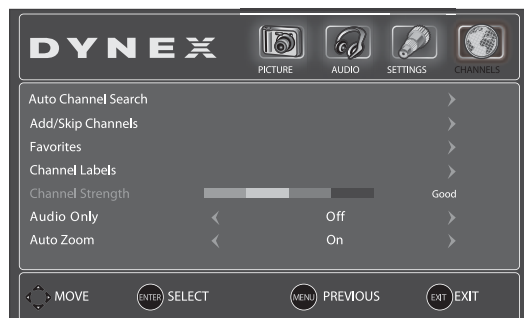 DYNEX
PICTURE AUDIO SETTINGS CHANNELS
Auto Channel Search
Add/Skip Channels
Favorites
Channel Labels
Channel Strength Good
Audio Only Off
Auto Zoom On
MOVE ENTER SELECT MENU PREVIOUS EXIT EXIT